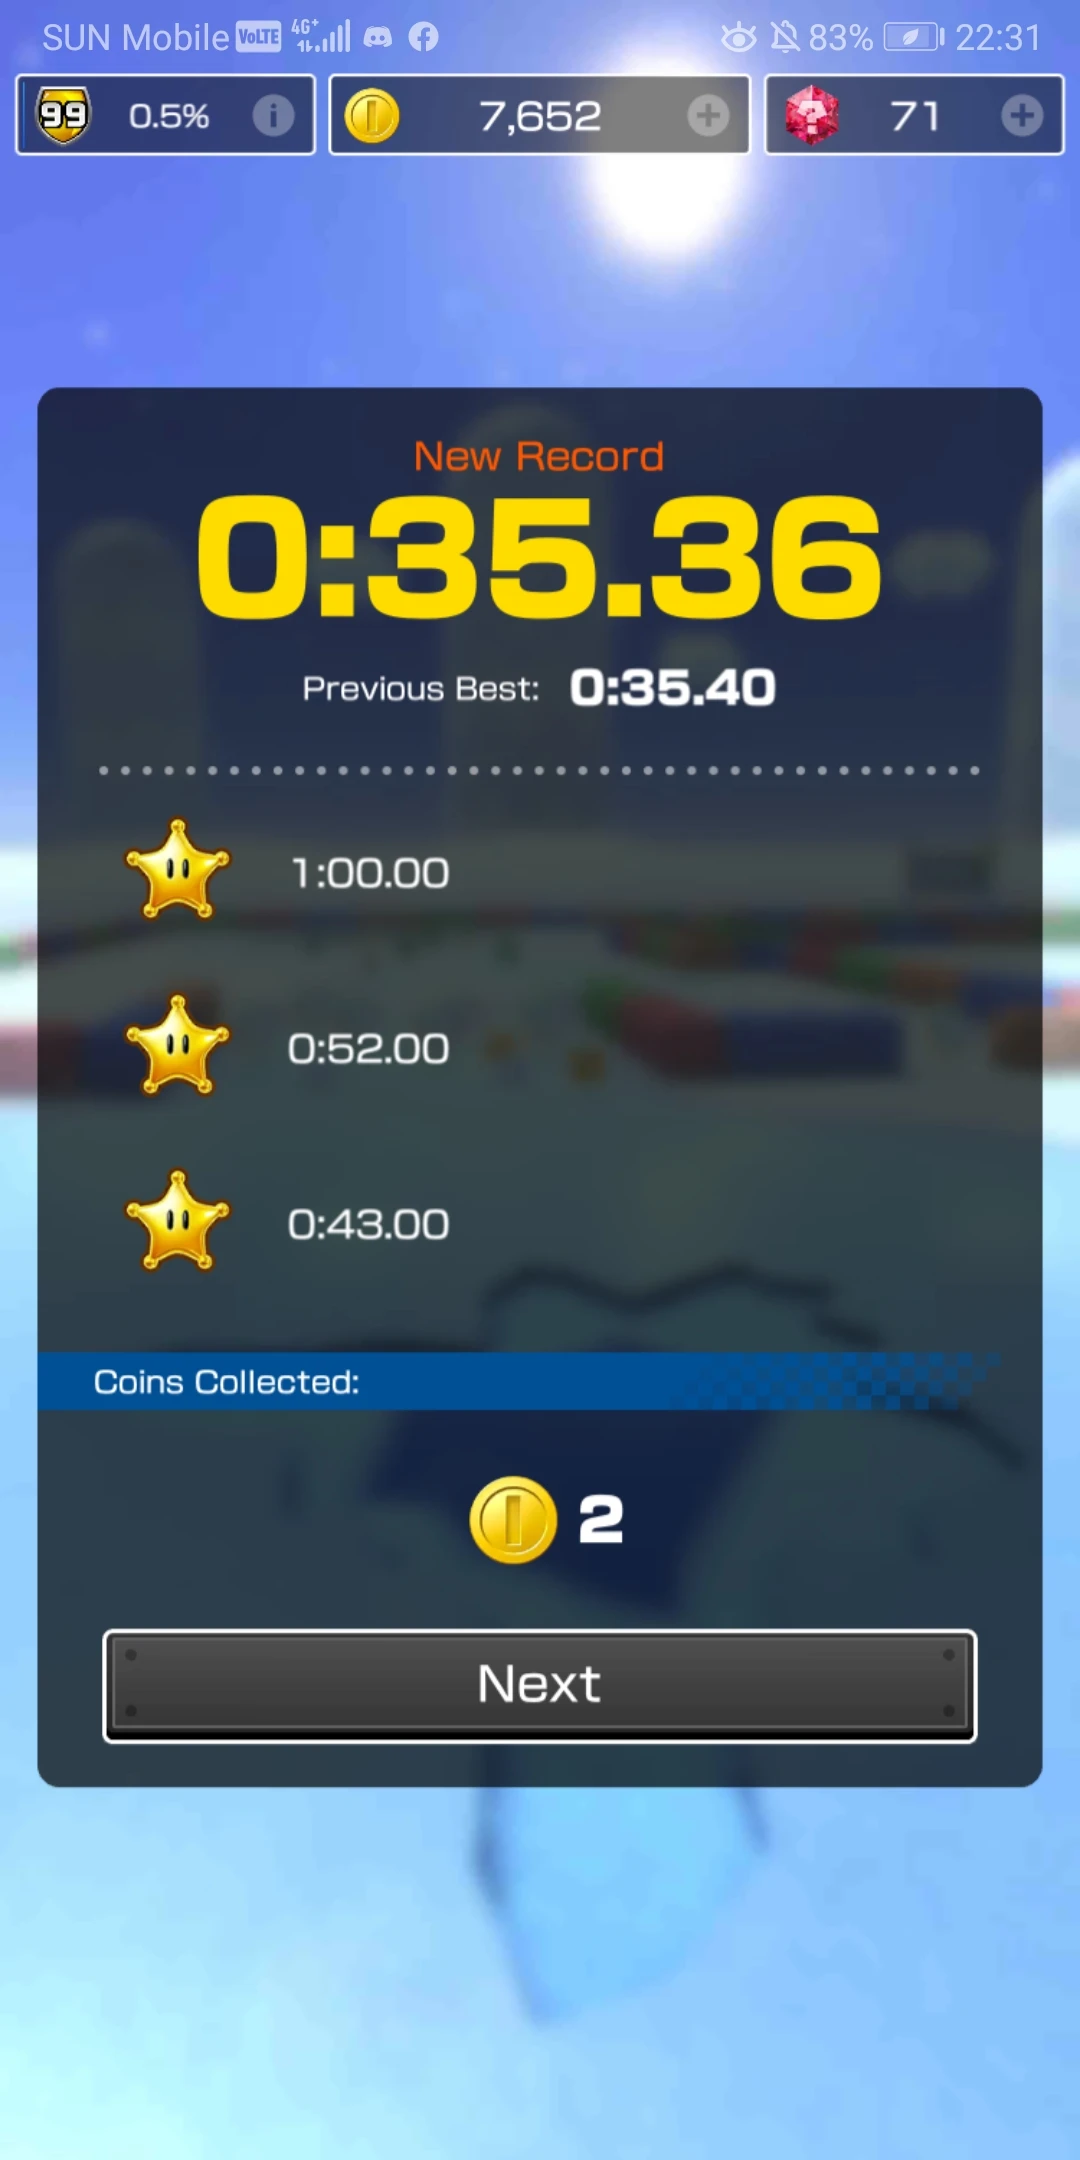 SUN Mobile VoLTE 4G+ 83% 22:31
99 0.5% i 7,652 + ? 71 +
New Record
0:35.36
Previous Best: 0:35.40
1:00.00
0:52.00
0:43.00
Coins Collected:
2
Next